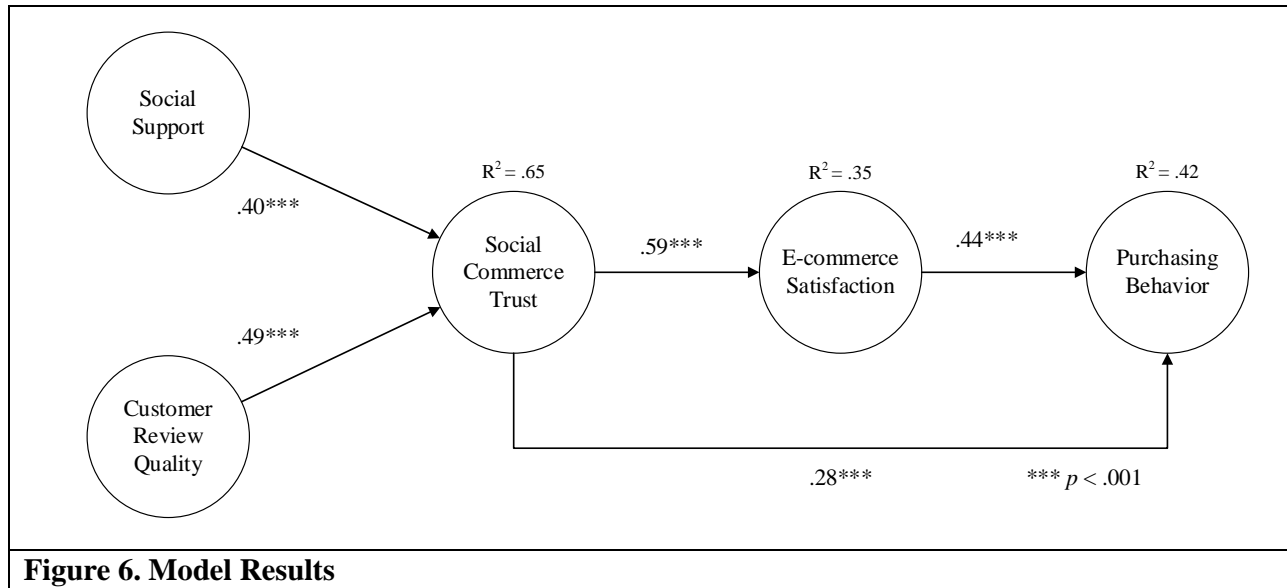 Social
Support
R² = .65
R² = .35
R² = .42
.40***
Social
Commerce
Trust
.59***
E-commerce
Satisfaction
.44***
Purchasing
Behavior
.49***
Customer
Review
Quality
.28***
*** p < .001
Figure 6. Model Results